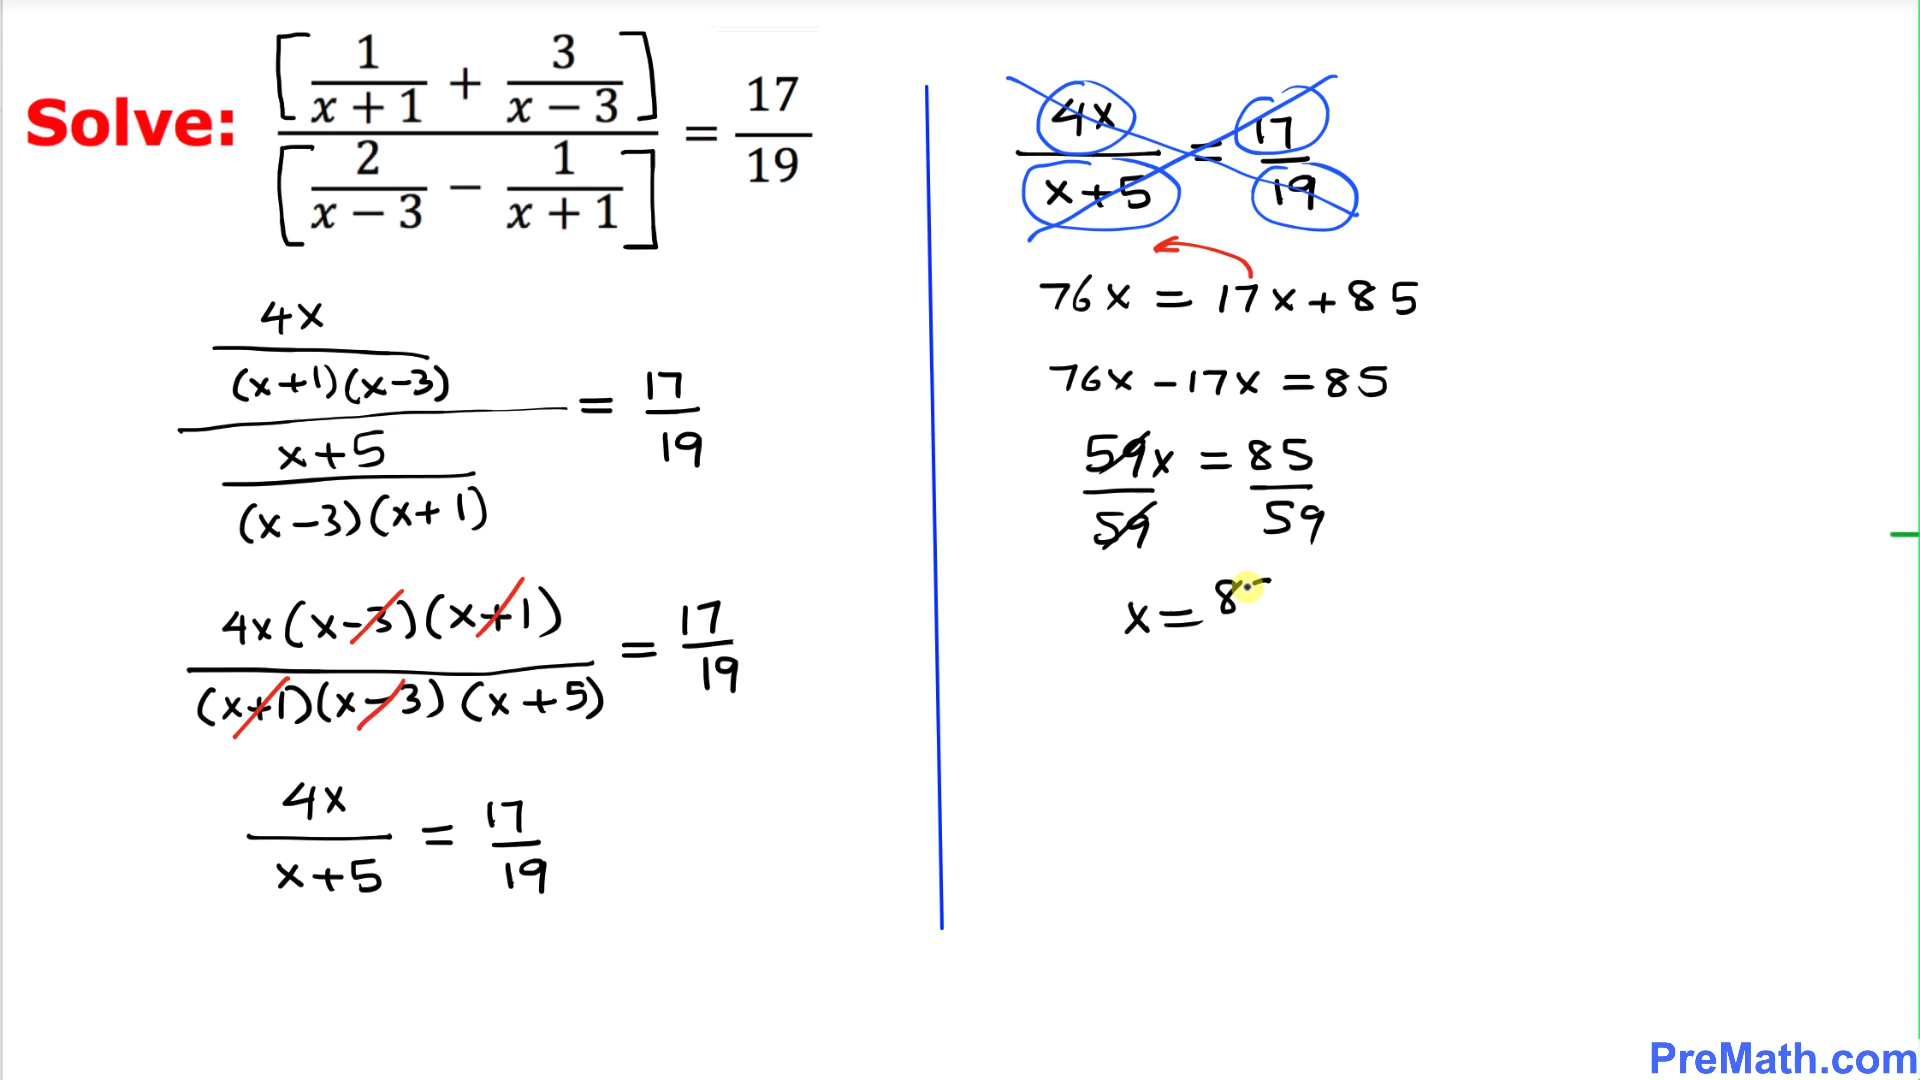 Solve: [1/(x + 1) + 3/(x − 3)] / [2/(x − 3) − 1/(x + 1)] = 17/19
4x/((x+1)(x−3)) / (x+5)/((x−3)(x+1)) = 17/19
4x(x−3)(x+1) / (x+1)(x−3)(x+5) = 17/19
4x/(x+5) = 17/19
4x/(x+5) = 17/19
76x = 17x+85
76x −17x = 85
59x/59 = 85/59
x = 8
PreMath.com